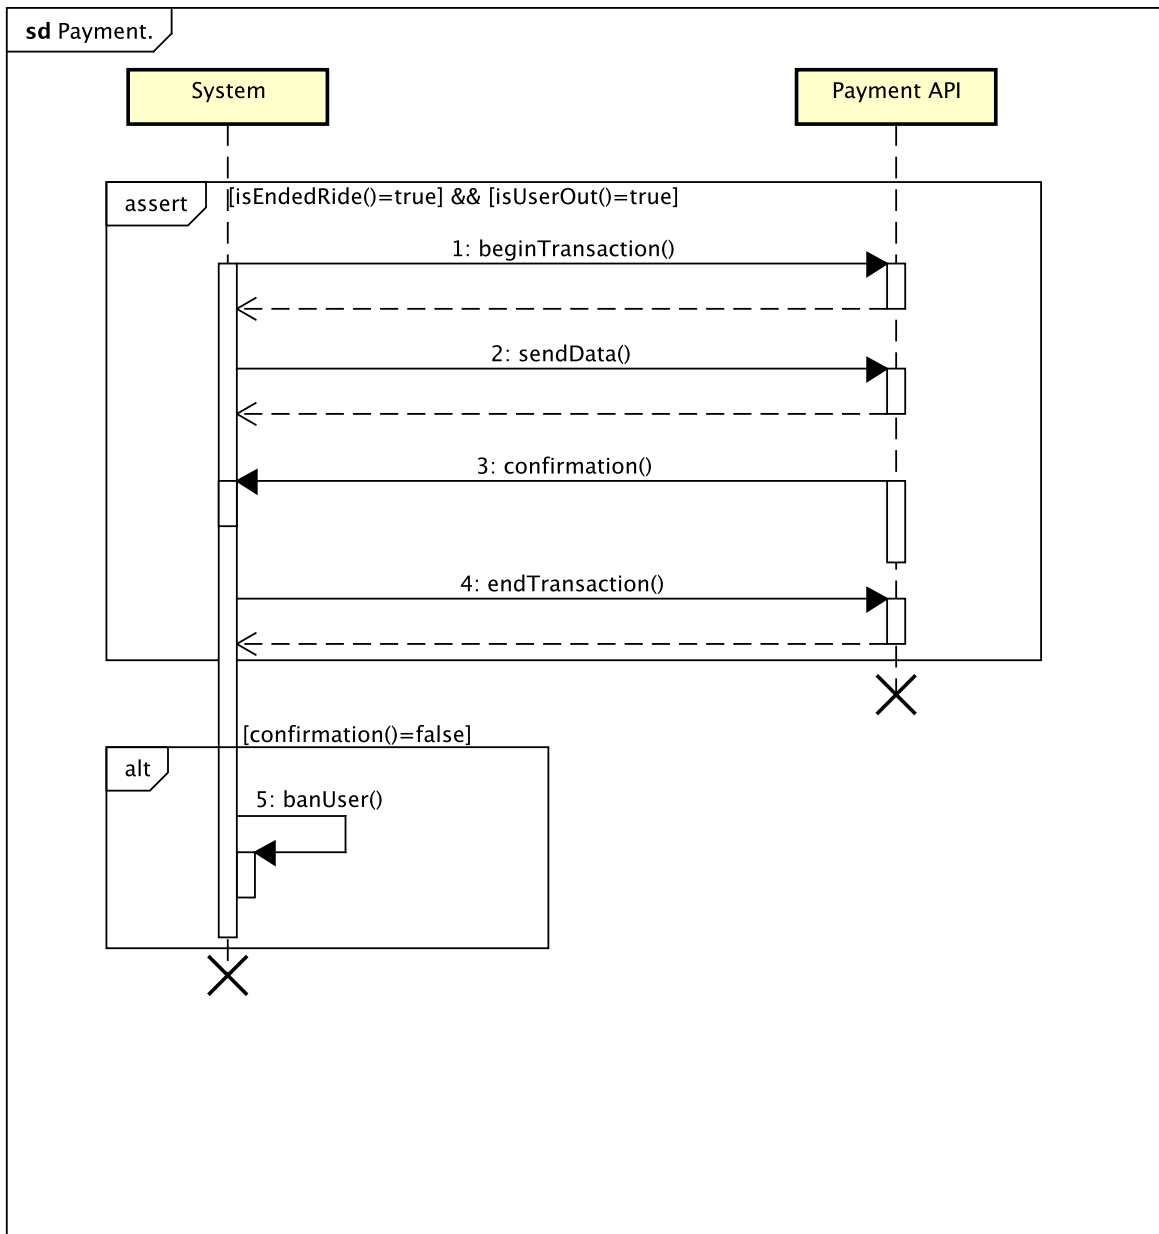 sd Payment.
System
Payment API
assert
[isEndedRide()=true] && [isUserOut()=true]
1: beginTransaction()
2: sendData()
3: confirmation()
4: endTransaction()
[confirmation()=false]
alt
5: banUser()